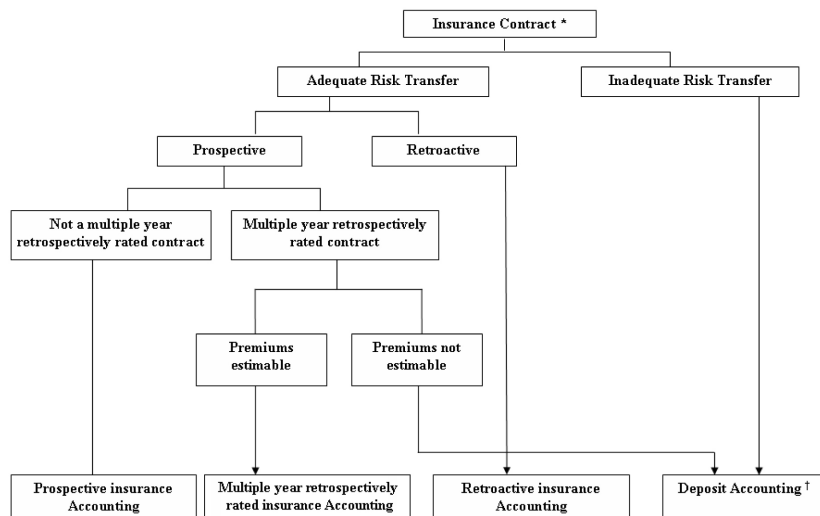 Insurance Contract *
Adequate Risk Transfer
Inadequate Risk Transfer
Prospective
Retroactive
Not a multiple year
retrospectively rated contract
Multiple year retrospectively
rated contract
Premiums
estimable
Premiums not
estimable
Prospective insurance
Accounting
Multiple year retrospectively
rated insurance Accounting
Retroactive insurance
Accounting
Deposit Accounting †